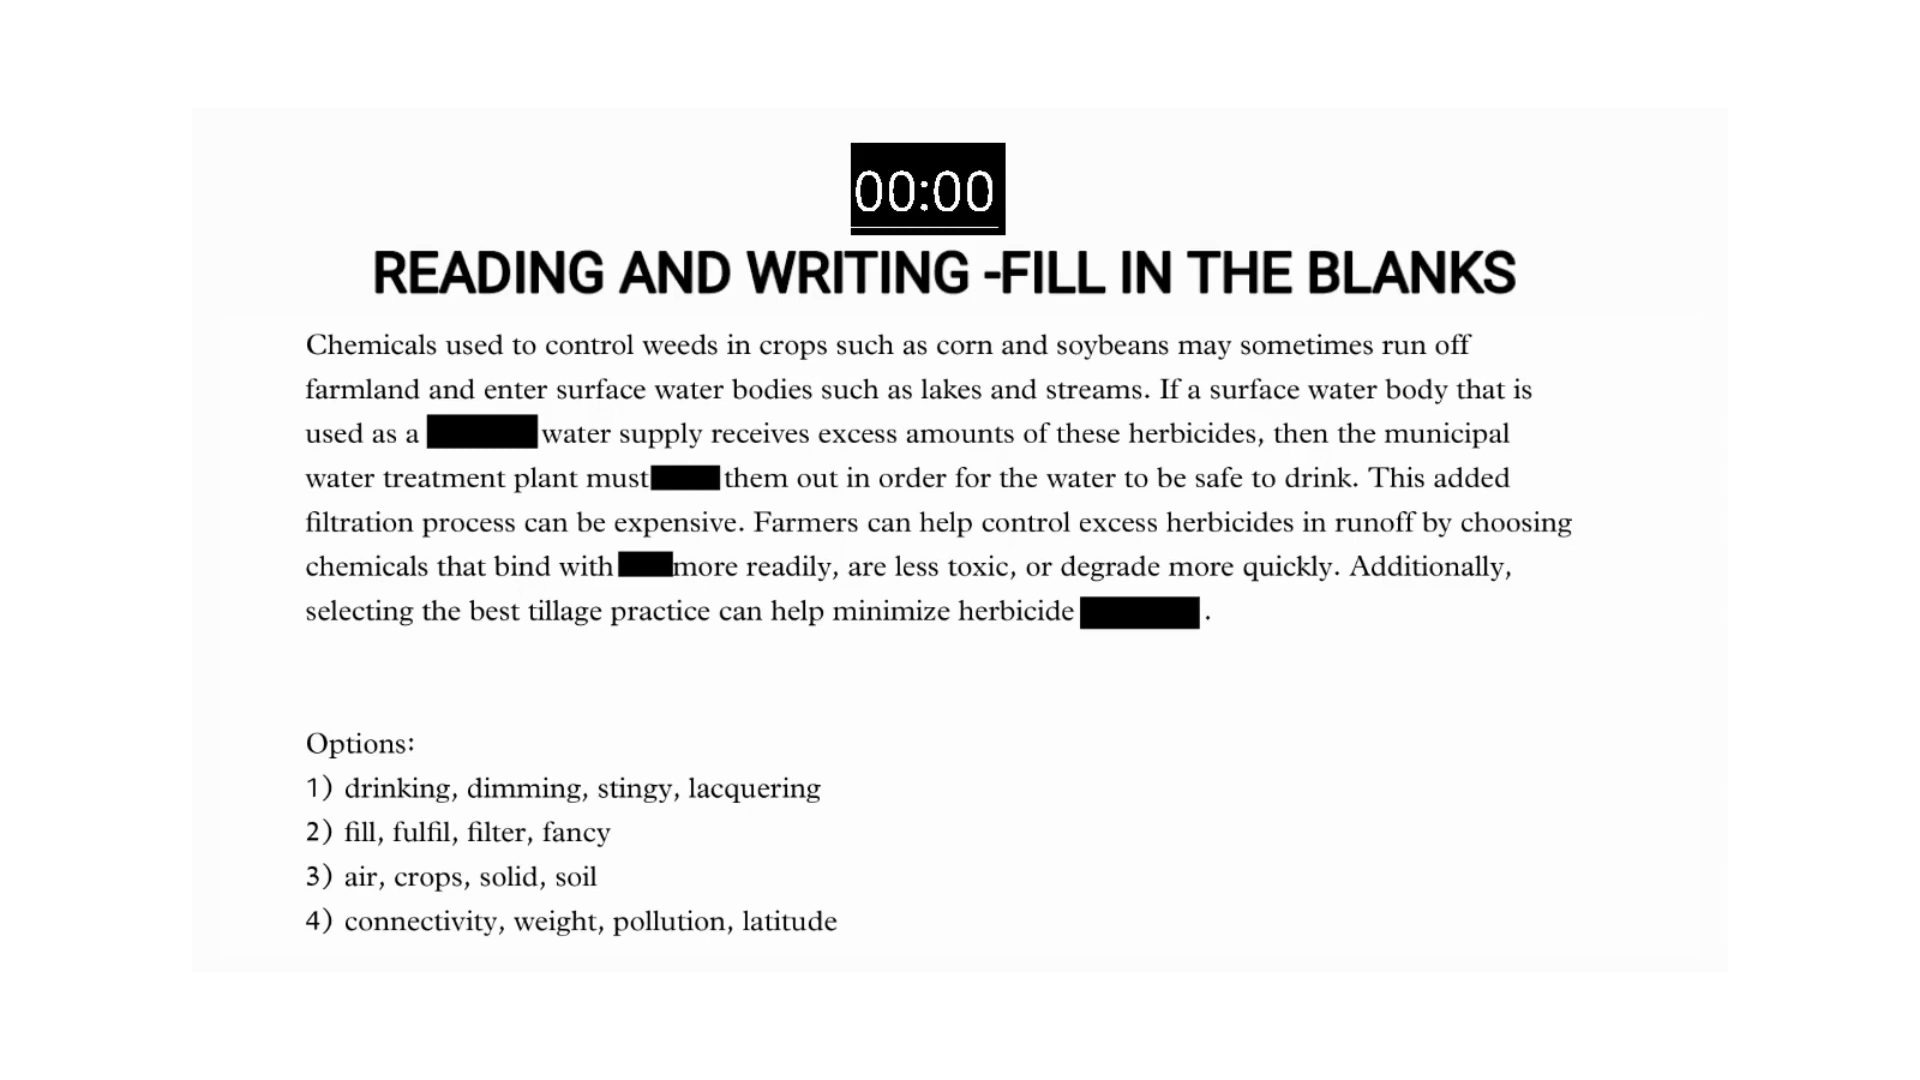 00:00
READING AND WRITING -FILL IN THE BLANKS
Chemicals used to control weeds in crops such as corn and soybeans may sometimes run off
farmland and enter surface water bodies such as lakes and streams. If a surface water body that is
used as a water supply receives excess amounts of these herbicides, then the municipal
water treatment plant must them out in order for the water to be safe to drink. This added
filtration process can be expensive. Farmers can help control excess herbicides in runoff by choosing
chemicals that bind with more readily, are less toxic, or degrade more quickly. Additionally,
selecting the best tillage practice can help minimize herbicide .
Options:
1) drinking, dimming, stingy, lacquering
2) fill, fulfil, filter, fancy
3) air, crops, solid, soil
4) connectivity, weight, pollution, latitude